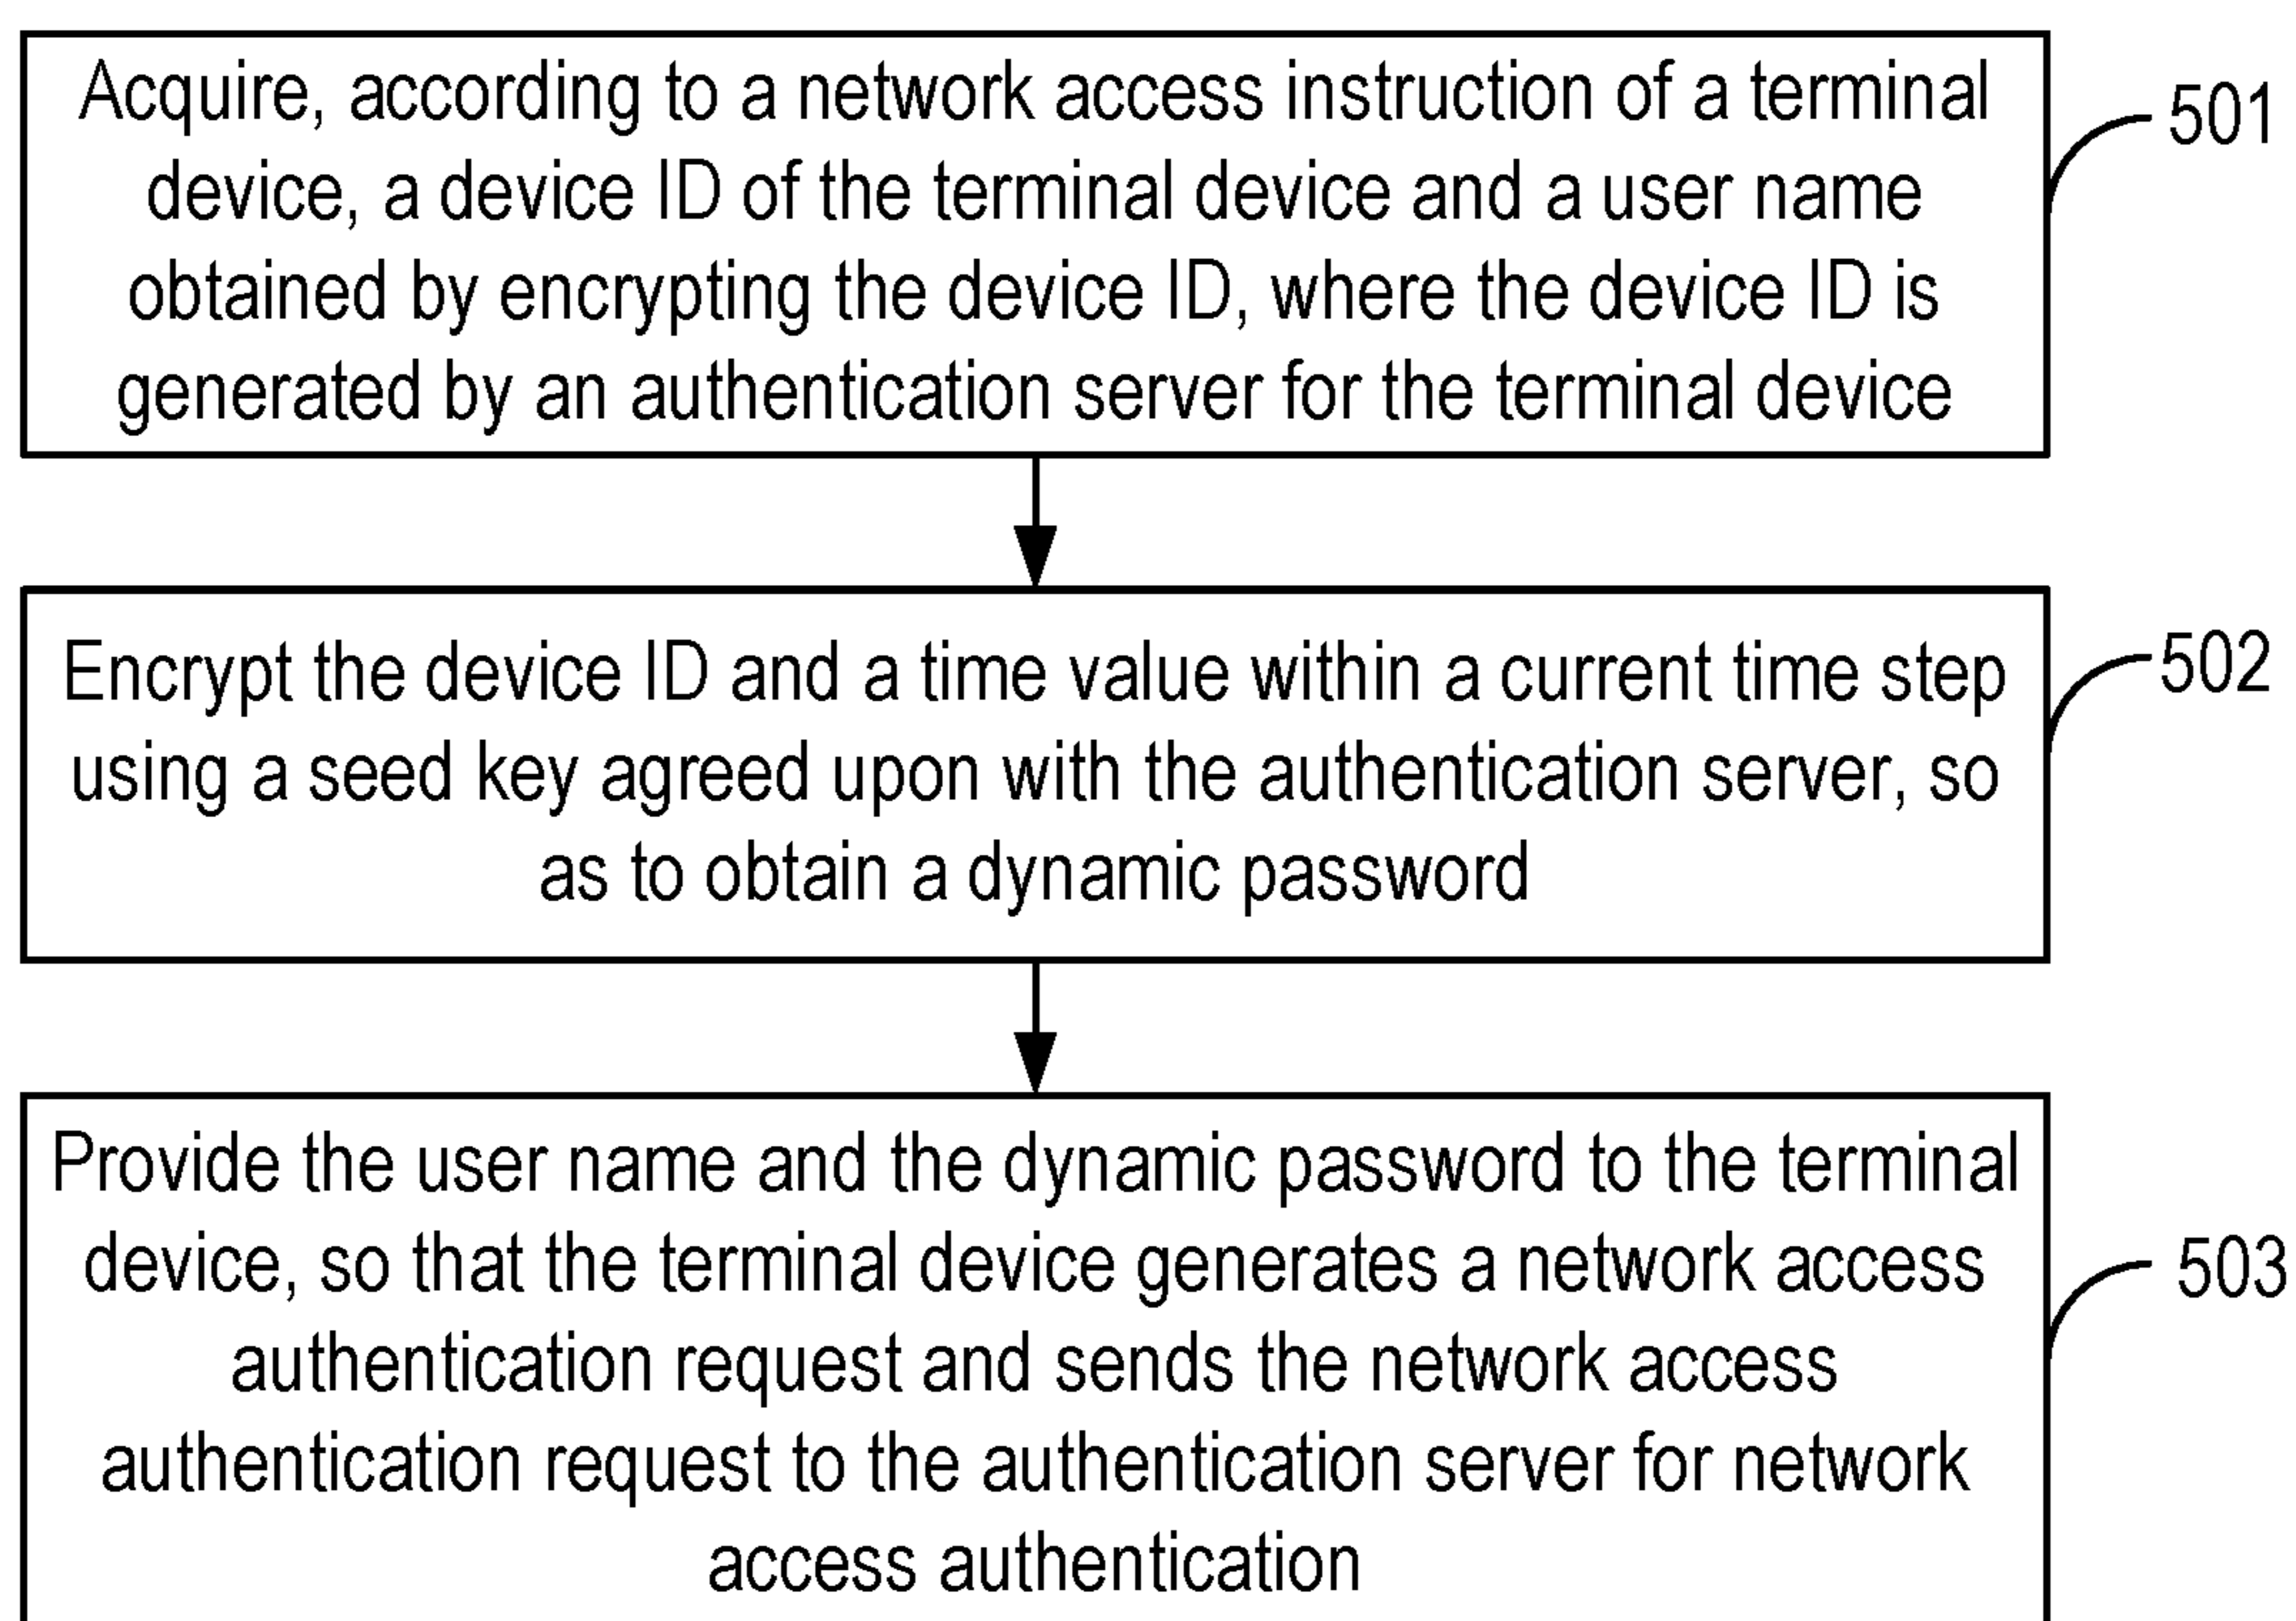 Acquire, according to a network access instruction of a terminal
device, a device ID of the terminal device and a user name
obtained by encrypting the device ID, where the device ID is
generated by an authentication server for the terminal device
501
Encrypt the device ID and a time value within a current time step
using a seed key agreed upon with the authentication server, so
as to obtain a dynamic password
502
Provide the user name and the dynamic password to the terminal
device, so that the terminal device generates a network access
authentication request and sends the network access
authentication request to the authentication server for network
access authentication
503